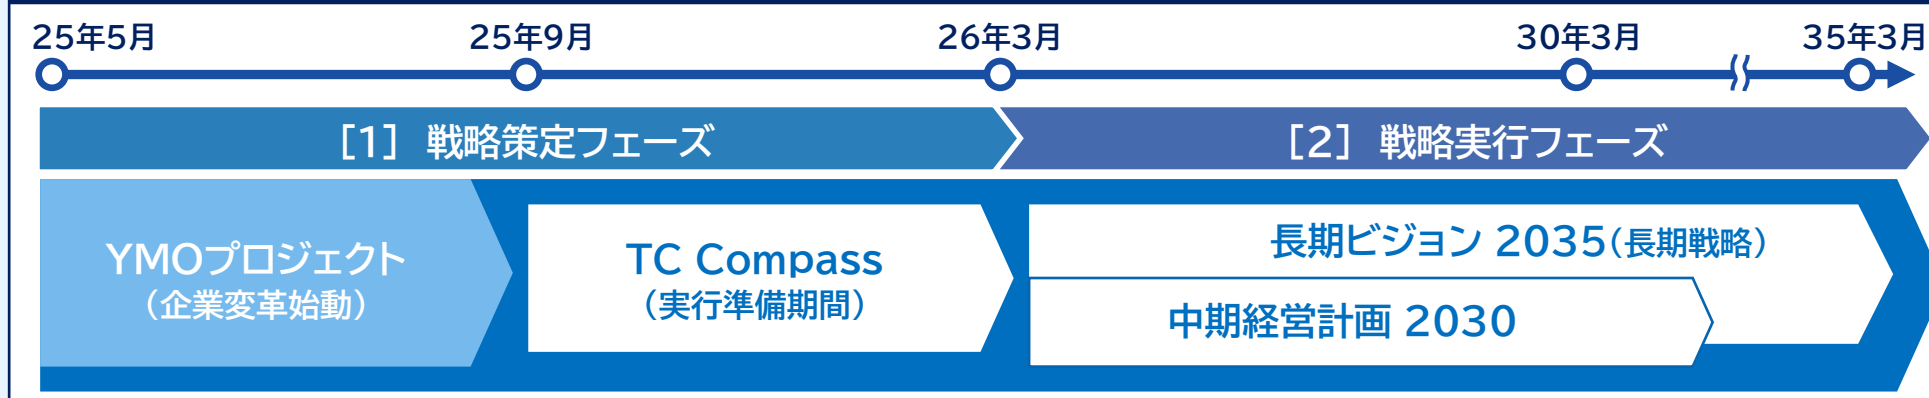 25年5月 25年9月 26年3月 30年3月 35年3月
[1] 戦略策定フェーズ [2] 戦略実行フェーズ
YMOプロジェクト
(企業変革始動)
TC Compass
(実行準備期間)
長期ビジョン 2035(長期戦略)
中期経営計画 2030